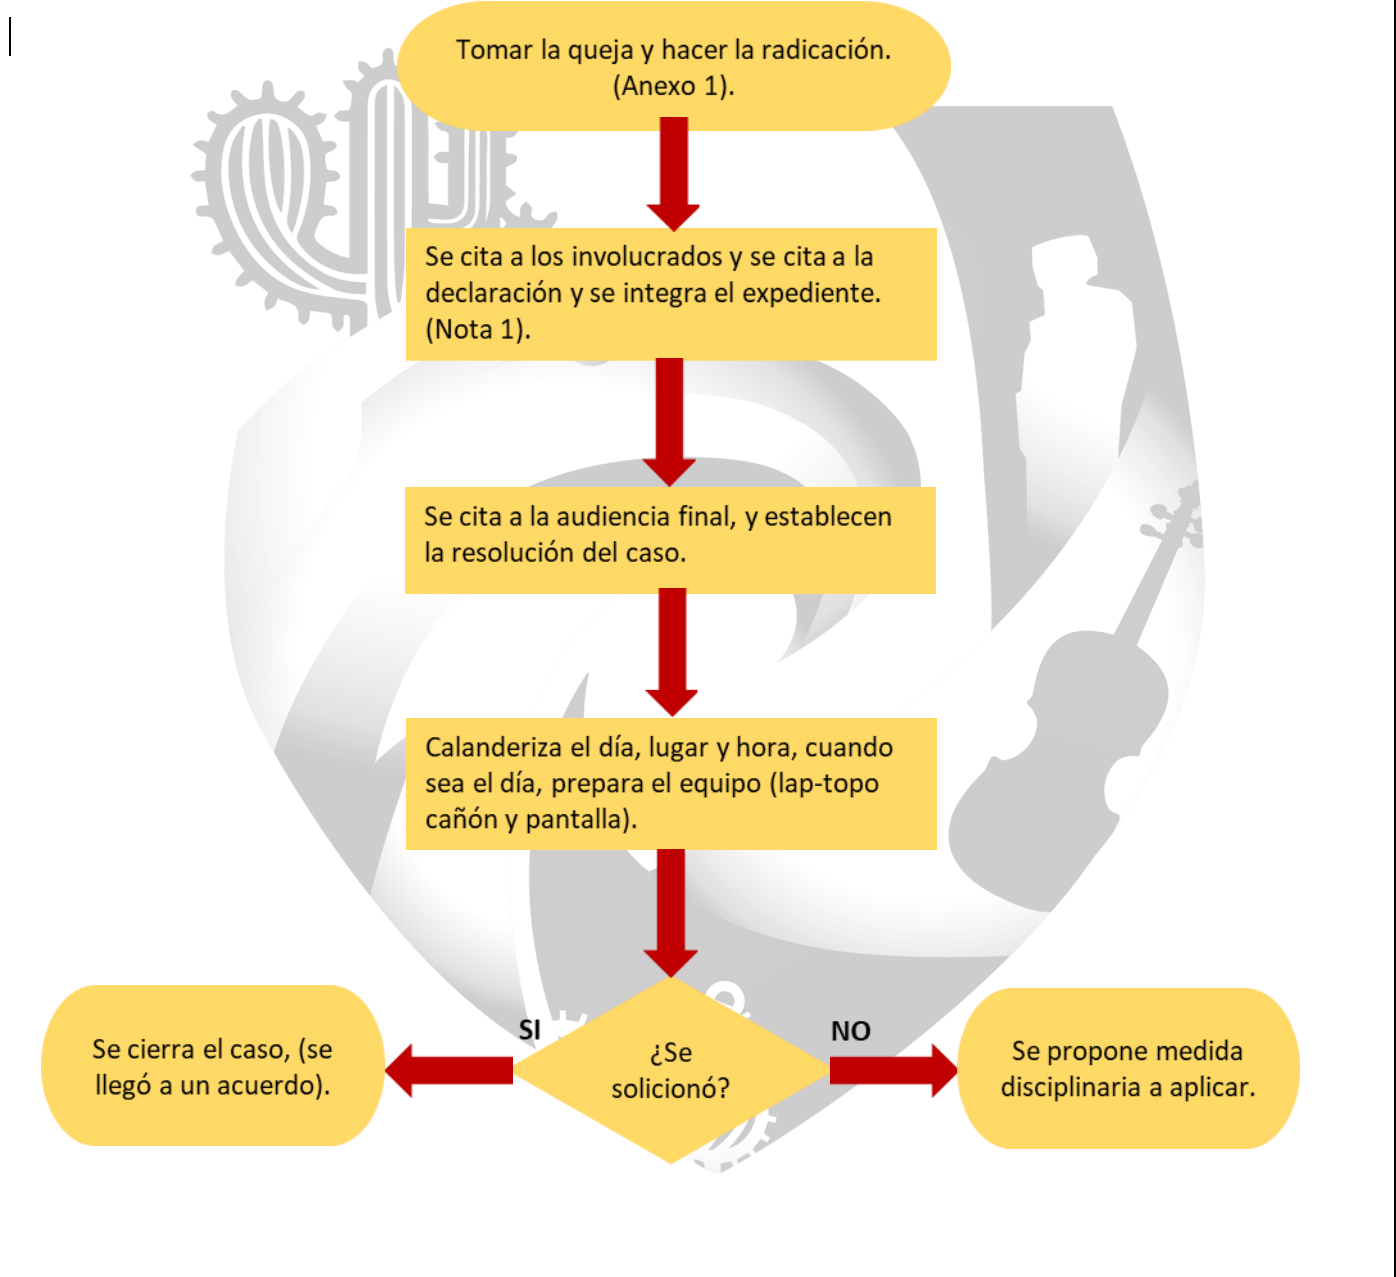 Tomar la queja y hacer la radicación.
(Anexo 1).
Se cita a los involucrados y se cita a la
declaración y se integra el expediente.
(Nota 1).
Se cita a la audiencia final, y establecen
la resolución del caso.
Calanderiza el día, lugar y hora, cuando
sea el día, prepara el equipo (lap-topo
cañón y pantalla).
SI
NO
¿Se
solicionó?
Se cierra el caso, (se
llegó a un acuerdo).
Se propone medida
disciplinaria a aplicar.